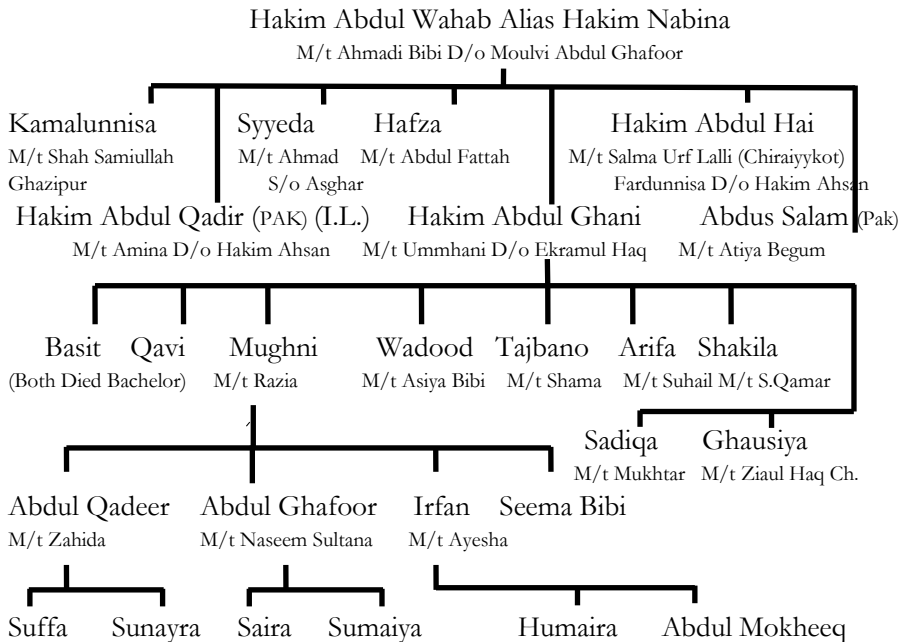 Hakim Abdul Wahab Alias Hakim Nabina
M/t Ahmadi Bibi D/o Moulvi Abdul Ghafoor
Kamalunnisa Syyeda Hafza Hakim Abdul Hai
M/t Shah Samiullah M/t Ahmad M/t Abdul Fattah M/t Salma Urf Lalli (Chiraiyykot)
Ghazipur S/o Asghar Fardunnisa D/o Hakim Ahsan
Hakim Abdul Qadir (PAK) (I.L.) Hakim Abdul Ghani Abdus Salam (Pak)
M/t Amina D/o Hakim Ahsan M/t Ummhani D/o Ekramul Haq M/t Atiya Begum
Basit Qavi Mughni Wadood Tajbano Arifa Shakila
(Both Died Bachelor) M/t Razia M/t Asiya Bibi M/t Shama M/t Suhail M/t S.Qamar
Sadiqa Ghausiya
M/t Mukhtar M/t Ziaul Haq Ch.
Abdul Qadeer Abdul Ghafoor Irfan Seema Bibi
M/t Zahida M/t Naseem Sultana M/t Ayesha
Suffa Sunayra Saira Sumaiya Humaira Abdul Mokheeq